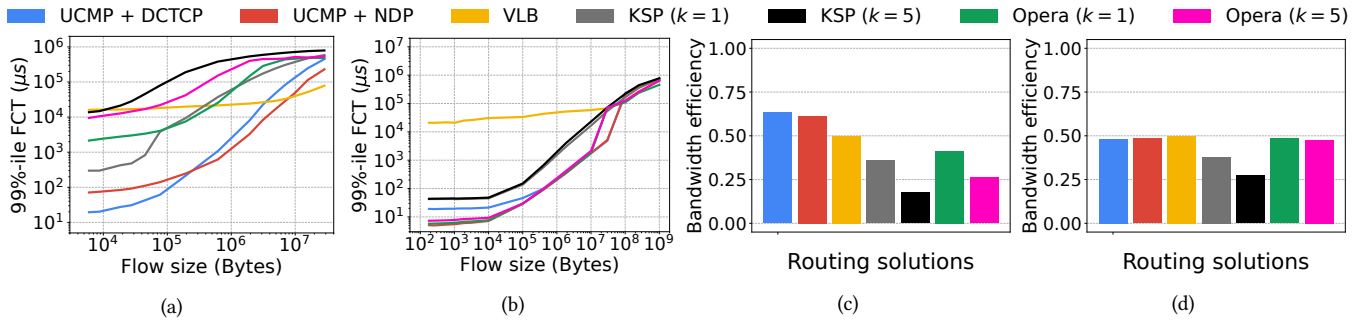 UCMP + DCTCP UCMP + NDP VLB KSP (k=1) KSP (k=5) Opera (k=1) Opera (k=5)
99%-ile FCT (μs)
10⁶
10⁵
10⁴
10³
10²
10¹
10⁴ 10⁵ 10⁶ 10⁷
Flow size (Bytes)
(a)
99%-ile FCT (μs)
10⁷
10⁶
10⁵
10⁴
10³
10²
10¹
10² 10³ 10⁴ 10⁵ 10⁶ 10⁷ 10⁸ 10⁹
Flow size (Bytes)
(b)
Bandwidth efficiency
1.00
0.75
0.50
0.25
0.00
Routing solutions
(c)
Bandwidth efficiency
1.00
0.75
0.50
0.25
0.00
Routing solutions
(d)